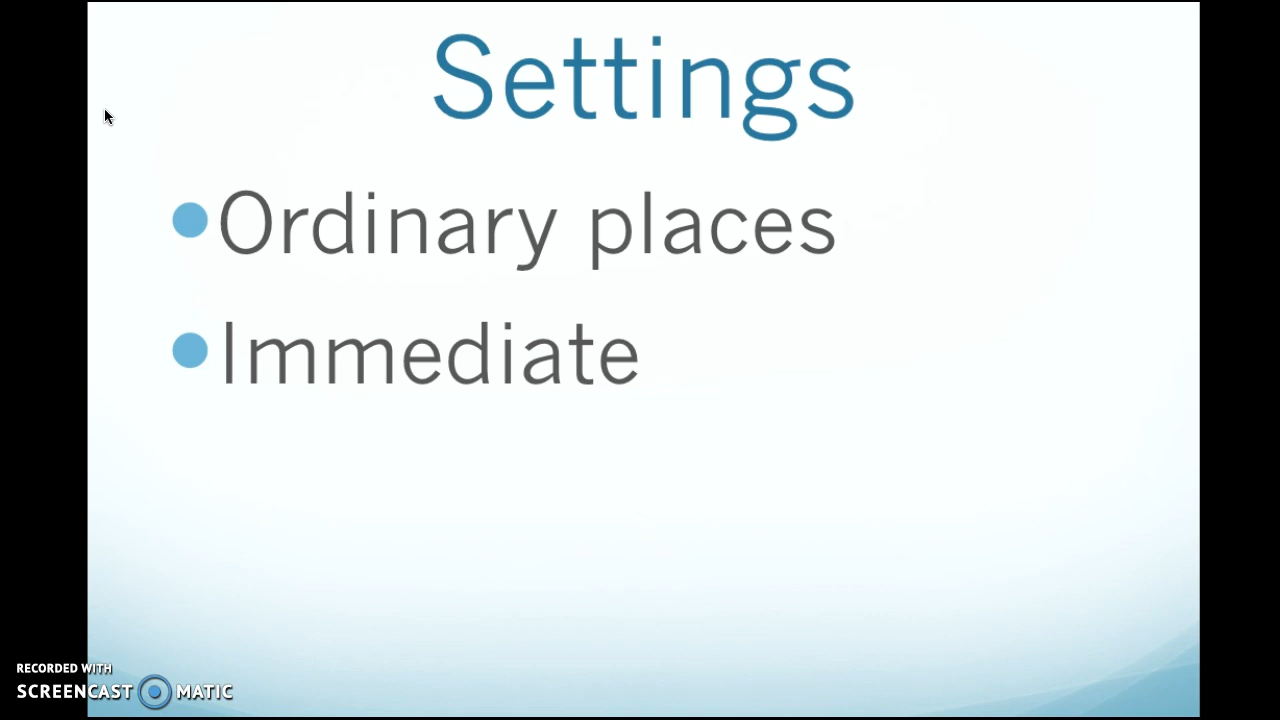 Settings
Ordinary places
Immediate
RECORDED WITH
SCREENCAST MATIC